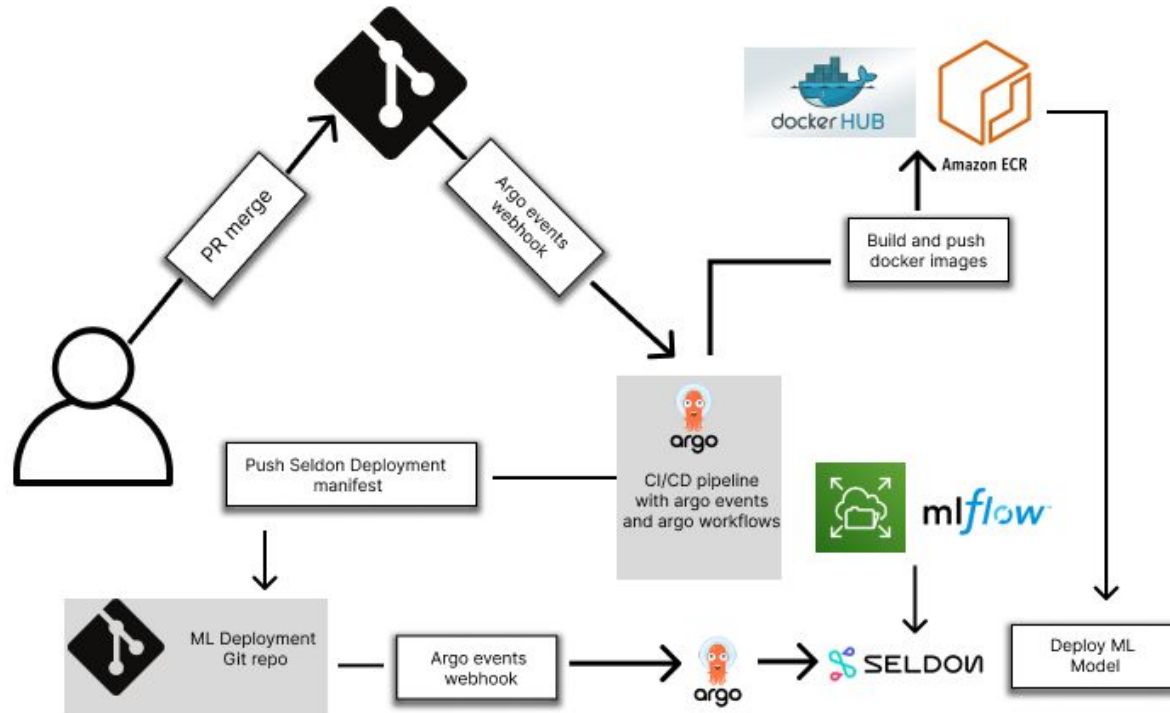 PR merge
Argo events
webhook
docker HUB
Amazon ECR
Build and push
docker images
argo
CI/CD pipeline
with argo events
and argo workflows
Push Seldon Deployment
manifest
mlflow™
ML Deployment
Git repo
Argo events
webhook
argo
SELDON
Deploy ML
Model